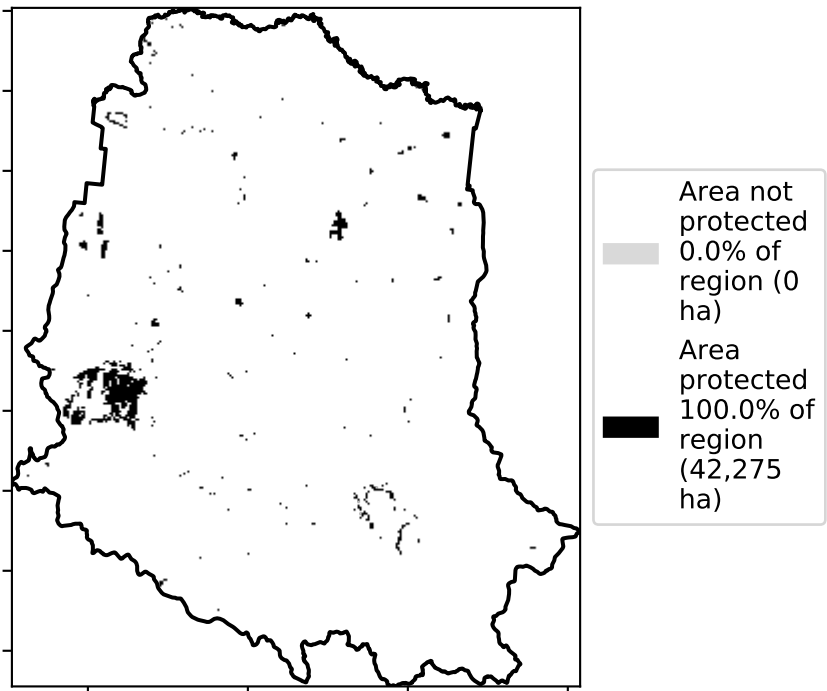 Area not
protected
0.0% of
region (0
ha)
Area
protected
100.0% of
region
(42,275
ha)